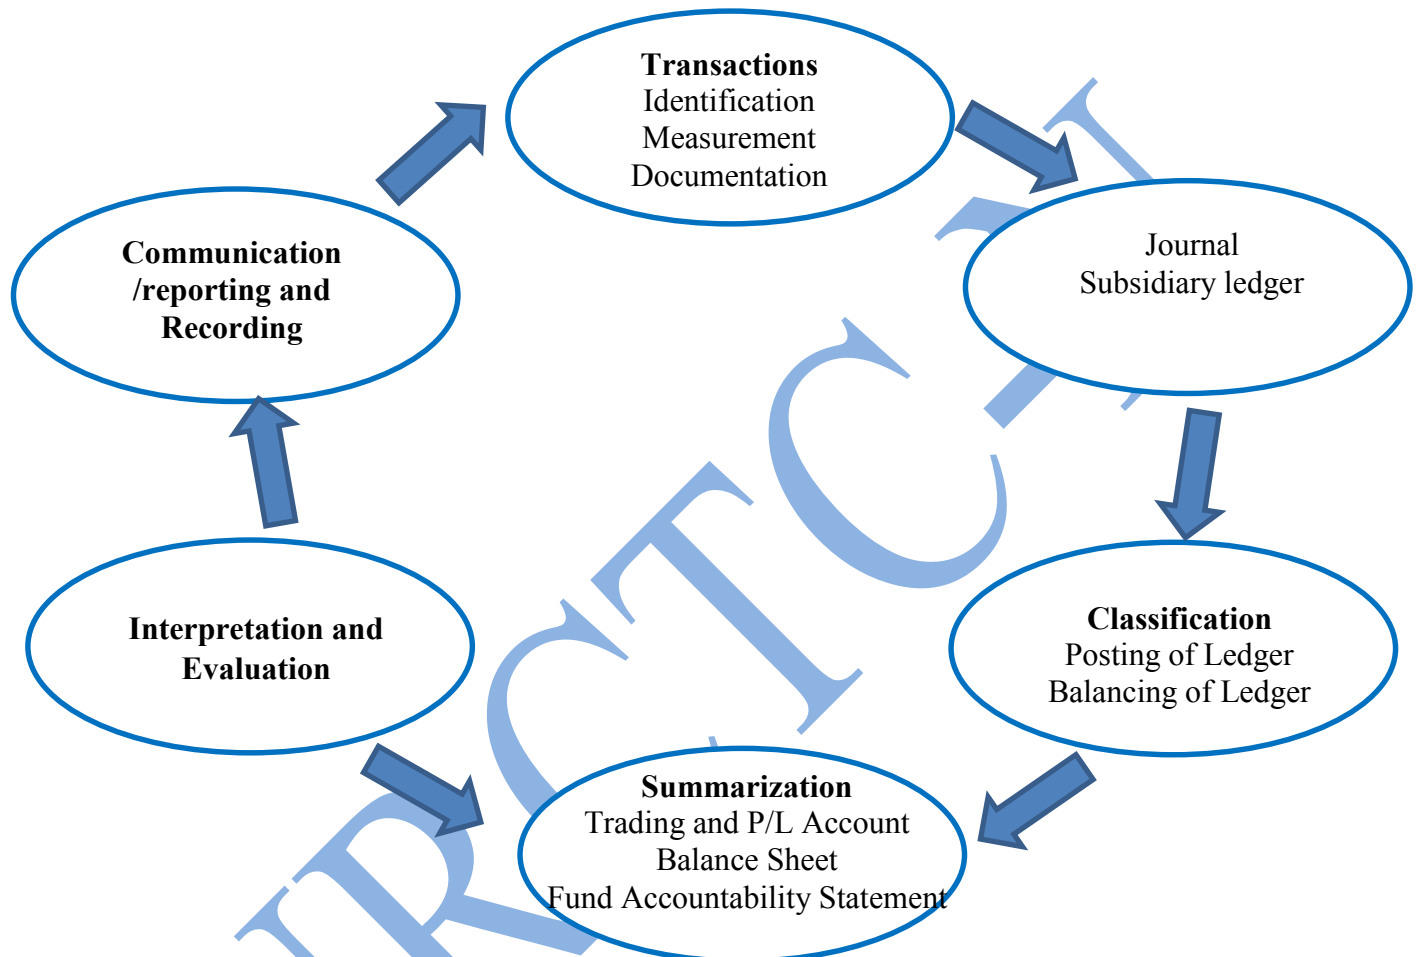 Transactions
Identification
Measurement
Documentation
Journal
Subsidiary ledger
Communication
/reporting and
Recording
Classification
Posting of Ledger
Balancing of Ledger
Interpretation and
Evaluation
Summarization
Trading and P/L Account
Balance Sheet
Fund Accountability Statement